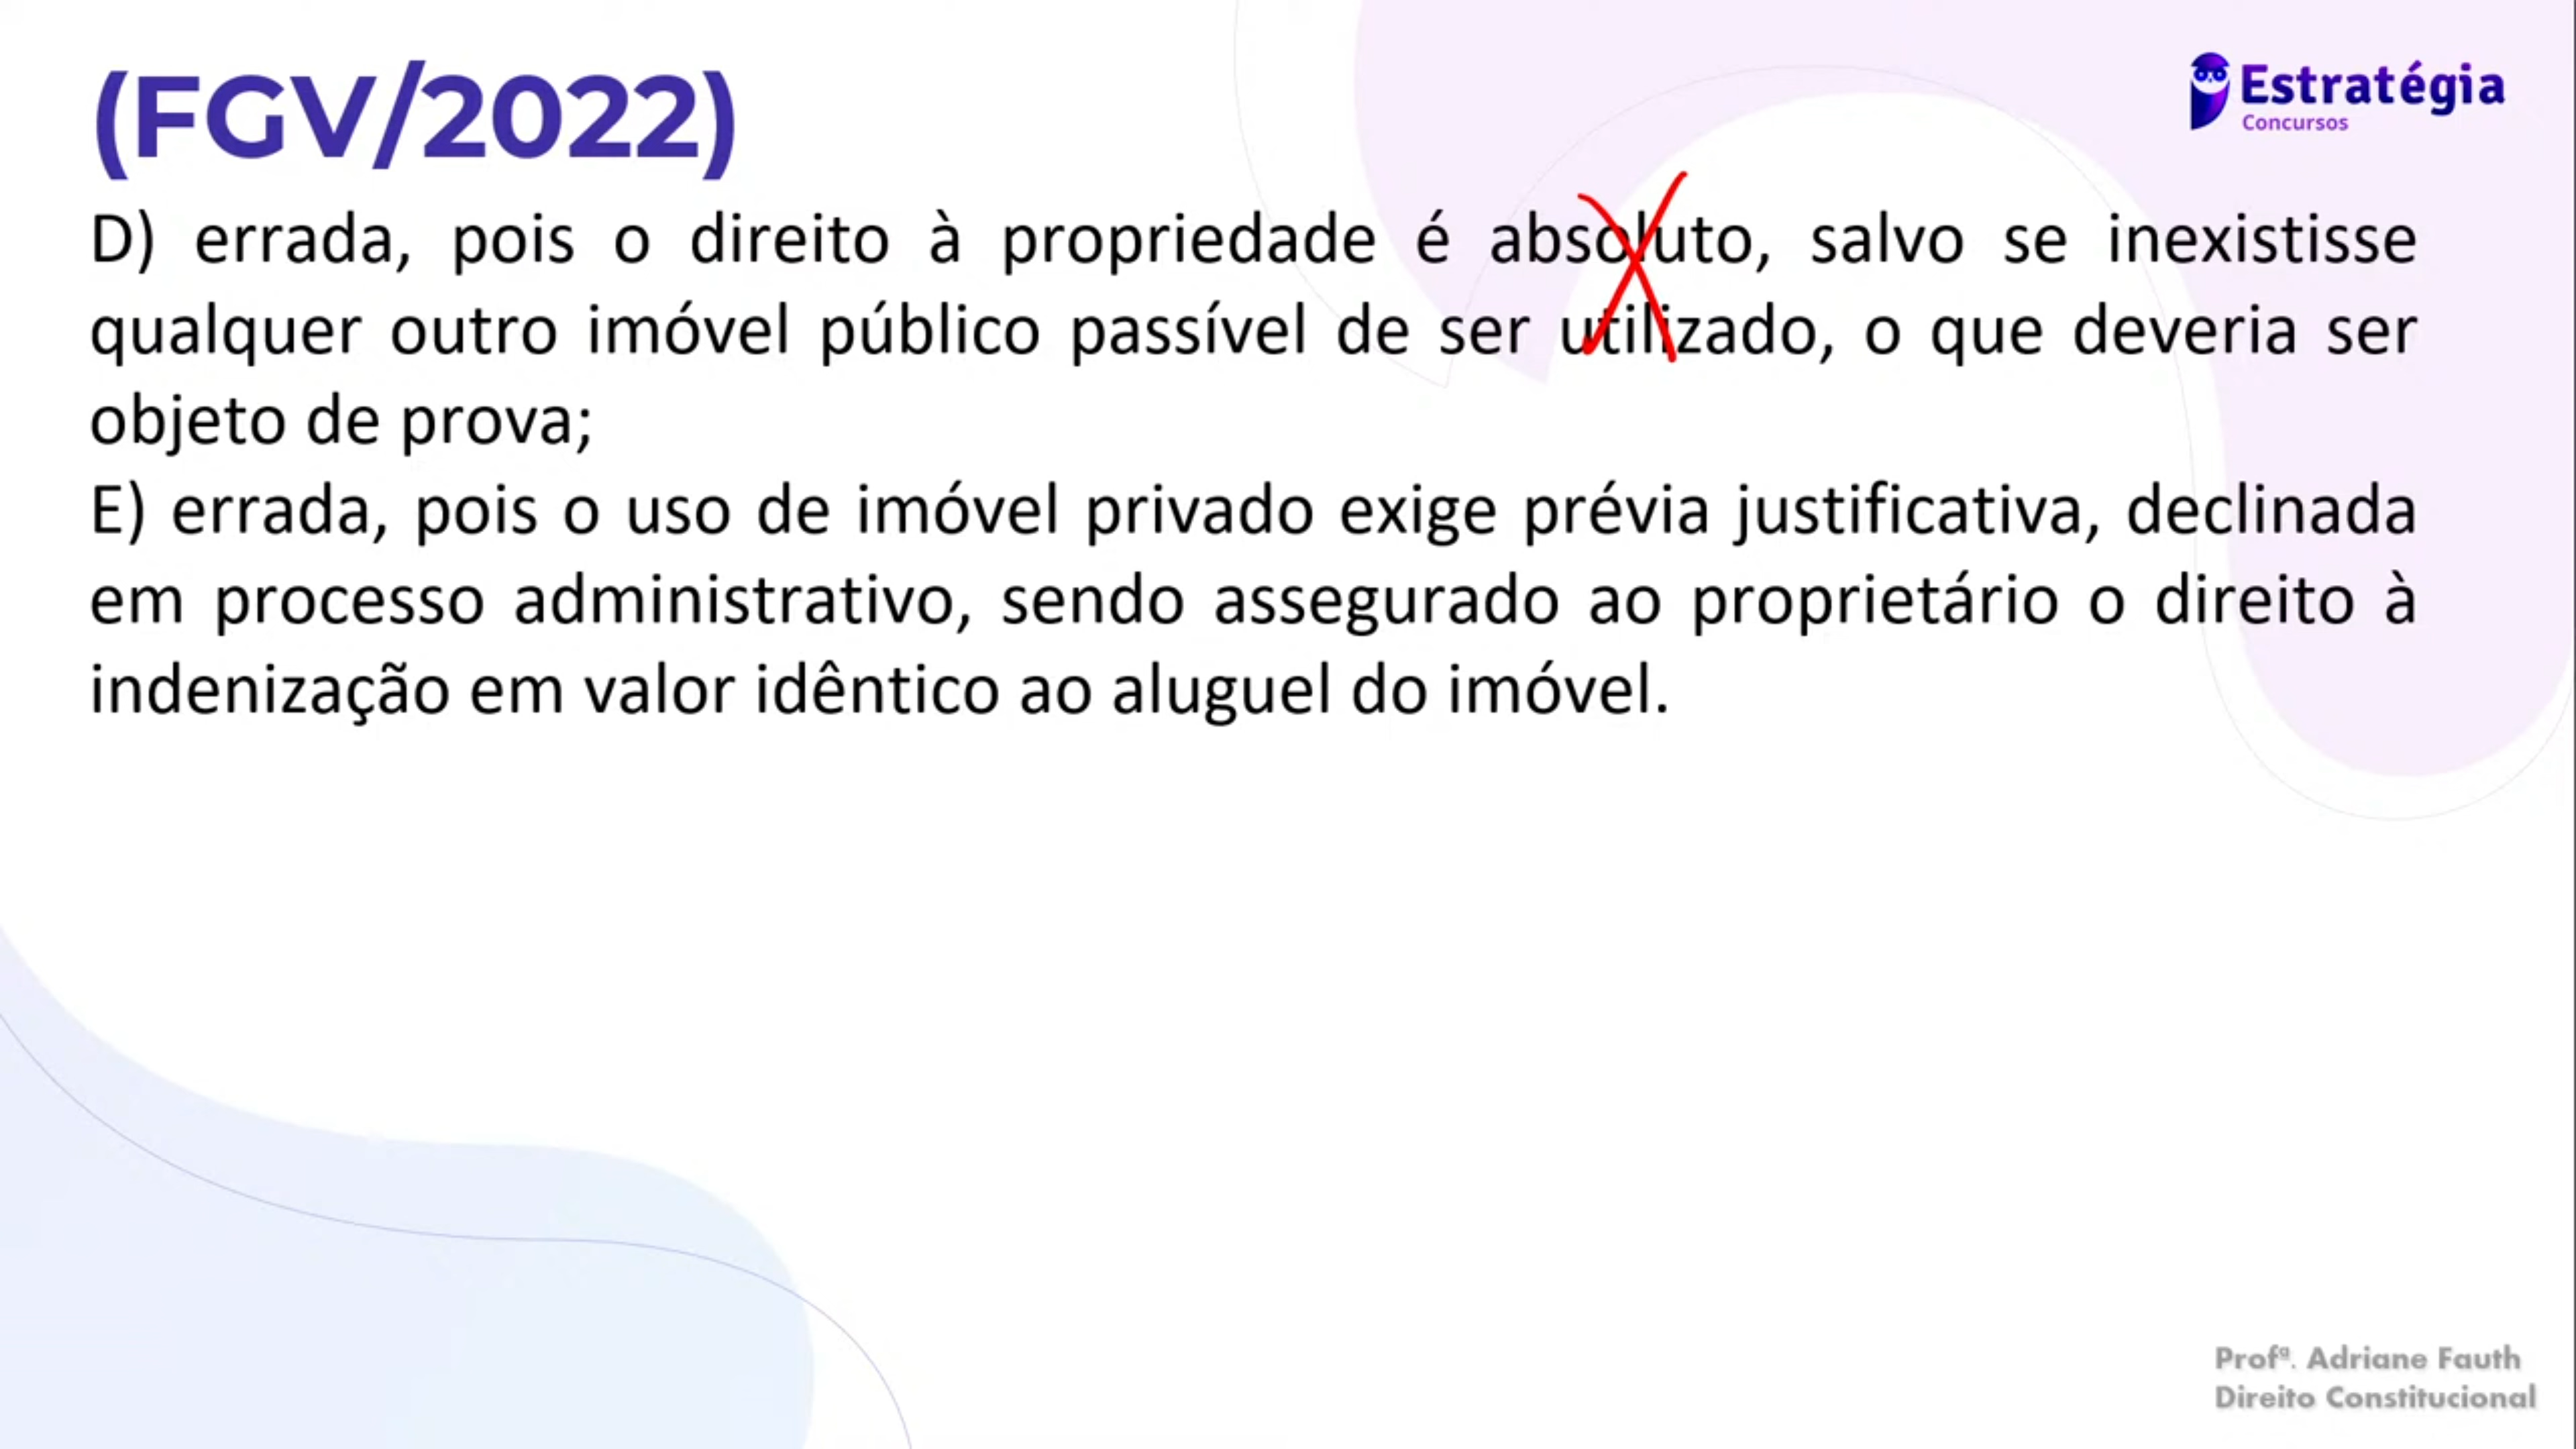 (FGV/2022)
Estratégia
Concursos
D) errada, pois o direito à propriedade é absoluto, salvo se inexistisse
qualquer outro imóvel público passível de ser utilizado, o que deveria ser
objeto de prova;
E) errada, pois o uso de imóvel privado exige prévia justificativa, declinada
em processo administrativo, sendo assegurado ao proprietário o direito à
indenização em valor idêntico ao aluguel do imóvel.
Profª. Adriane Fauth
Direito Constitucional